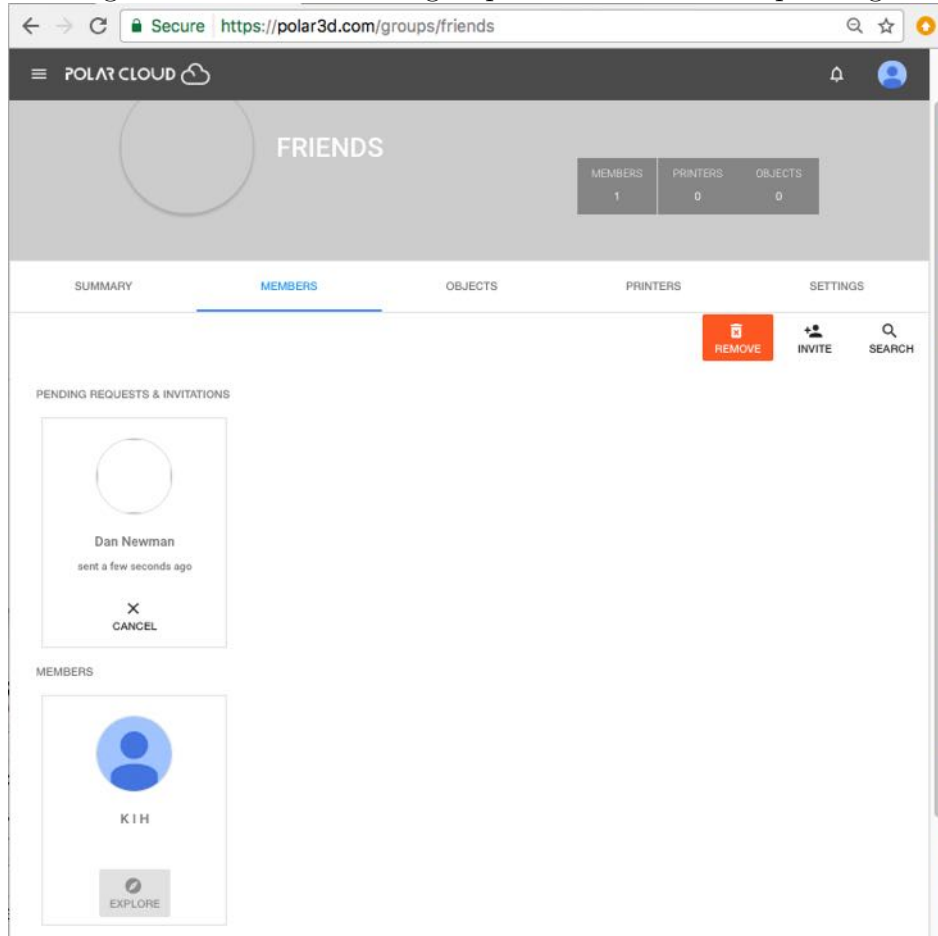 Secure https://polar3d.com/groups/friends
POLAR CLOUD
FRIENDS
MEMBERS PRINTERS OBJECTS
1 0 0
SUMMARY MEMBERS OBJECTS PRINTERS SETTINGS
REMOVE INVITE SEARCH
PENDING REQUESTS & INVITATIONS
Dan Newman
sent a few seconds ago
CANCEL
MEMBERS
K I H
EXPLORE